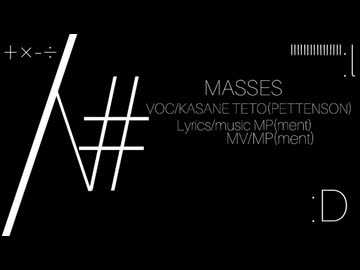 +×-÷
!!!!!!!!!!!!!!!:[
MASSES
VOC/KASANE TETO(PETTENSON)
Lyrics/music MP(ment)
MV/MP(ment)
/\/#
:D